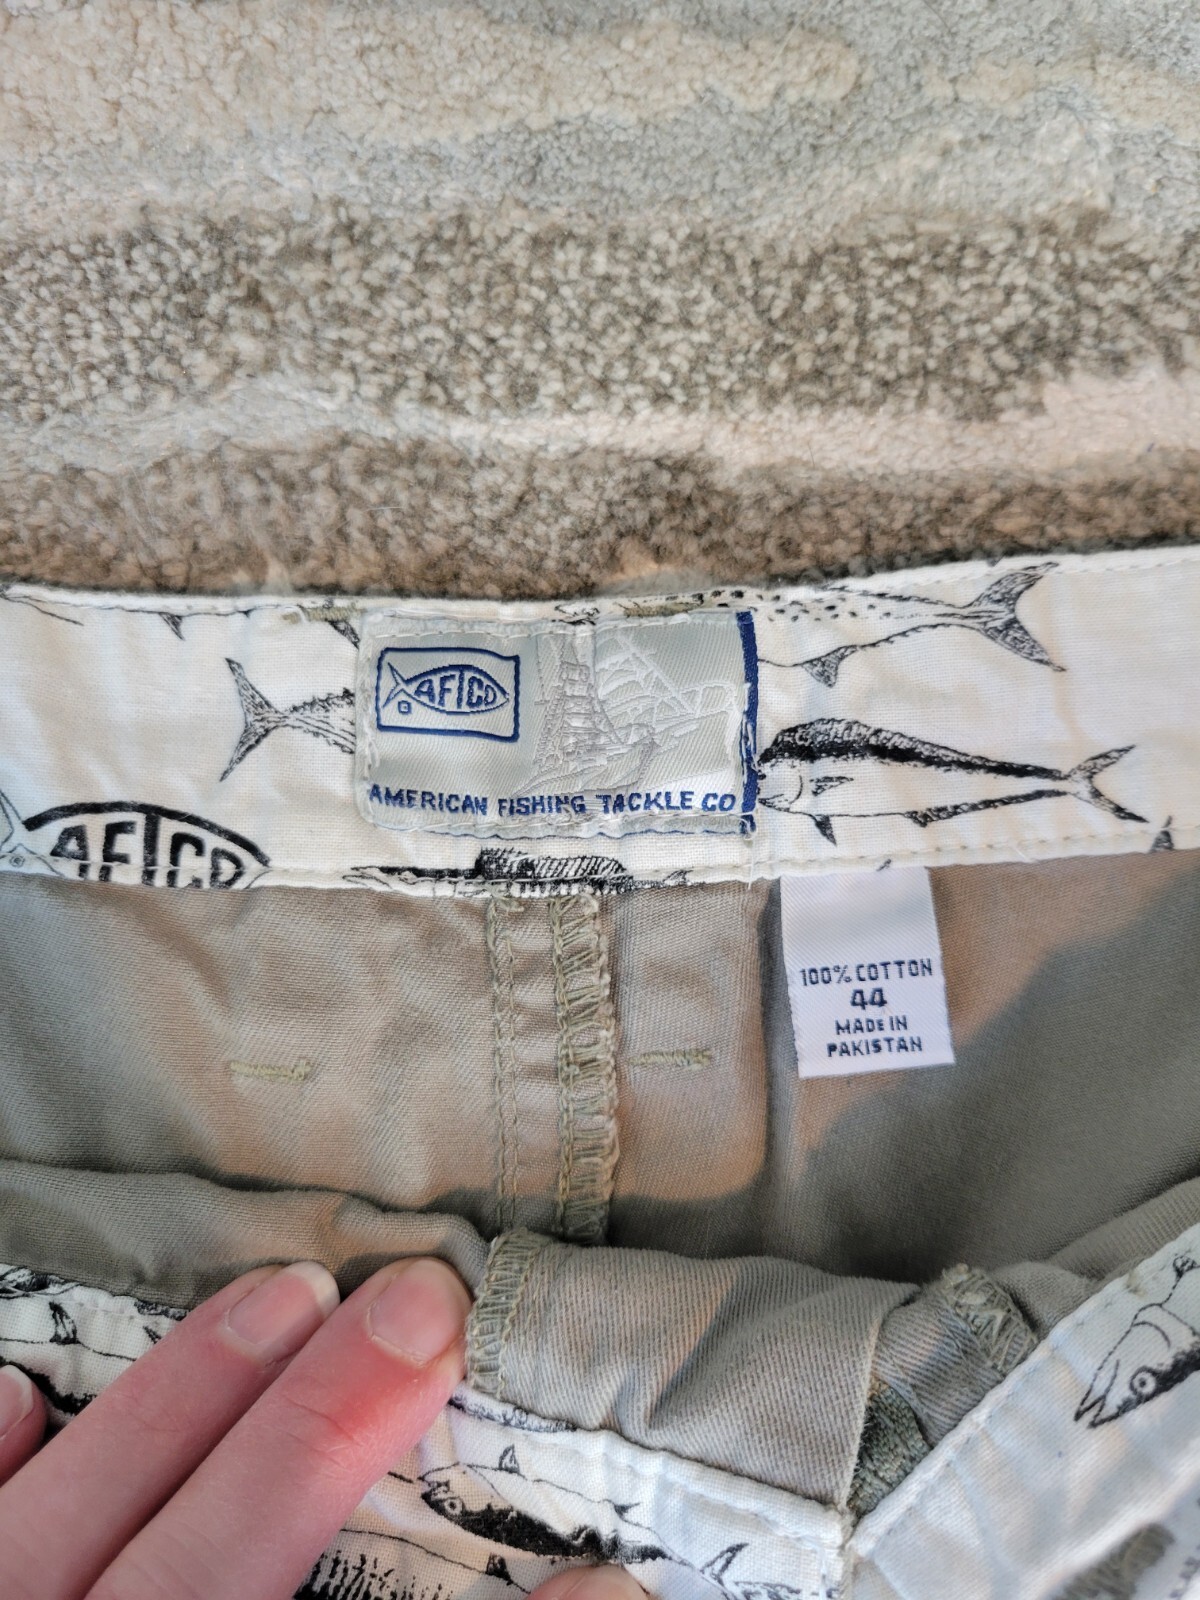 AFTCO
AMERICAN FISHING TACKLE CO
AFTCO
100% COTTON
44
MADE IN
PAKISTAN